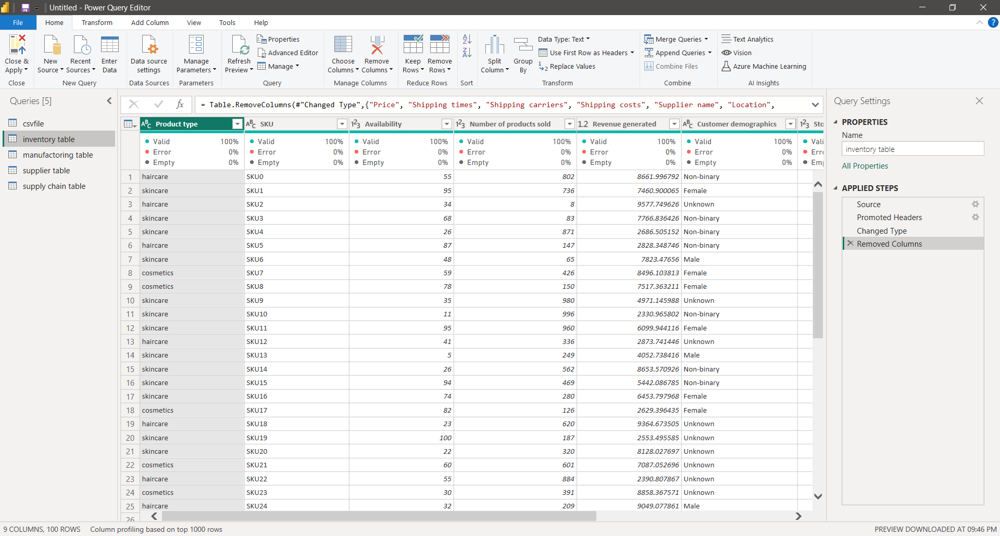 Untitled - Power Query Editor
File Home Transform Add Column View Tools Help
Close & Apply
Close
New Source
Recent Sources
Enter Data
New Query
Data source settings
Data Sources
Manage Parameters
Parameters
Refresh Preview
Properties
Advanced Editor
Manage
Query
Choose Columns
Remove Columns
Manage Columns
Keep Rows
Remove Rows
Reduce Rows
Sort
Split Column
Group By
Data Type: Text
Use First Row as Headers
Replace Values
Transform
Merge Queries
Append Queries
Combine Files
Combine
Text Analytics
Vision
Azure Machine Learning
AI Insights
Queries [5]
csvfile
inventory table
manufactoring table
supplier table
supply chain table
fx
= Table.RemoveColumns(#"Changed Type",{"Price", "Shipping times", "Shipping carriers", "Shipping costs", "Supplier name", "Location",
Product type SKU Availability Number of products sold Revenue generated Customer demographics Sto
Valid 100% Valid 100% Valid 100% Valid 100% Valid 100% Valid 100% Vali
Error 0% Error 0% Error 0% Error 0% Error 0% Error 0% Erro
Empty 0% Empty 0% Empty 0% Empty 0% Empty 0% Empty 0% Emp
1 haircare SKU0 55 802 8661.996792 Non-binary
2 skincare SKU1 95 736 7460.900065 Female
3 haircare SKU2 34 8 9577.749626 Unknown
4 skincare SKU3 68 83 7766.836426 Non-binary
5 skincare SKU4 26 871 2686.505152 Non-binary
6 haircare SKU5 87 147 2828.348746 Non-binary
7 skincare SKU6 48 65 7823.47656 Male
8 cosmetics SKU7 59 426 8496.103813 Female
9 cosmetics SKU8 78 150 7517.363211 Female
10 skincare SKU9 35 980 4971.145988 Unknown
11 skincare SKU10 11 996 2330.965802 Non-binary
12 skincare SKU11 95 960 6099.944116 Female
13 haircare SKU12 41 336 2873.741446 Unknown
14 skincare SKU13 5 249 4052.738416 Male
15 skincare SKU14 26 562 8653.570926 Non-binary
16 skincare SKU15 94 469 5442.086785 Non-binary
17 skincare SKU16 74 280 6453.797968 Female
18 cosmetics SKU17 82 126 2629.396435 Female
19 haircare SKU18 23 620 9364.673505 Unknown
20 skincare SKU19 100 187 2553.495585 Unknown
21 skincare SKU20 22 320 8128.027697 Unknown
22 cosmetics SKU21 60 601 7087.052696 Unknown
23 haircare SKU22 55 884 2390.807867 Unknown
24 cosmetics SKU23 30 391 8858.367571 Unknown
25 haircare SKU24 32 209 9049.077861 Male
26
Query Settings
PROPERTIES
Name
inventory table
All Properties
APPLIED STEPS
Source
Promoted Headers
Changed Type
Removed Columns
9 COLUMNS, 100 ROWS Column profiling based on top 1000 rows
PREVIEW DOWNLOADED AT 09:46 PM